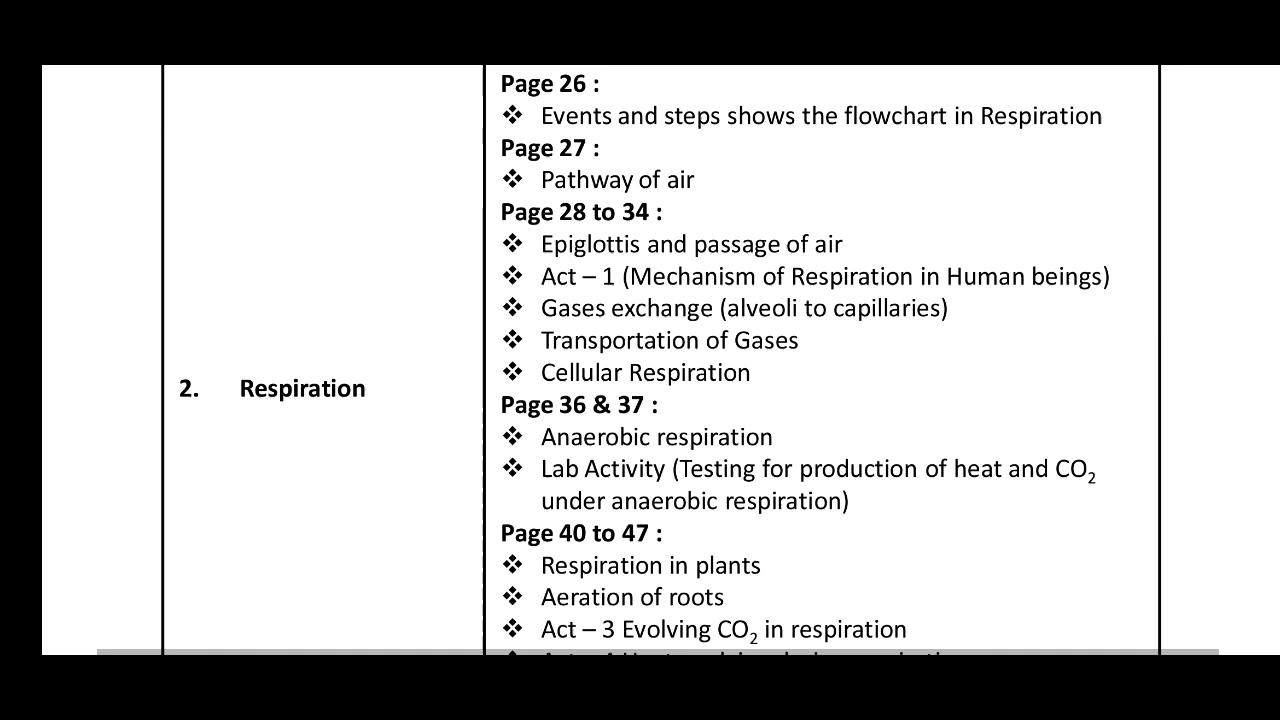 Page 26 :
❖ Events and steps shows the flowchart in Respiration
Page 27 :
❖ Pathway of air
Page 28 to 34 :
❖ Epiglottis and passage of air
❖ Act – 1 (Mechanism of Respiration in Human beings)
❖ Gases exchange (alveoli to capillaries)
❖ Transportation of Gases
❖ Cellular Respiration
2. Respiration
Page 36 & 37 :
❖ Anaerobic respiration
❖ Lab Activity (Testing for production of heat and CO₂
under anaerobic respiration)
Page 40 to 47 :
❖ Respiration in plants
❖ Aeration of roots
❖ Act – 3 Evolving CO₂ in respiration